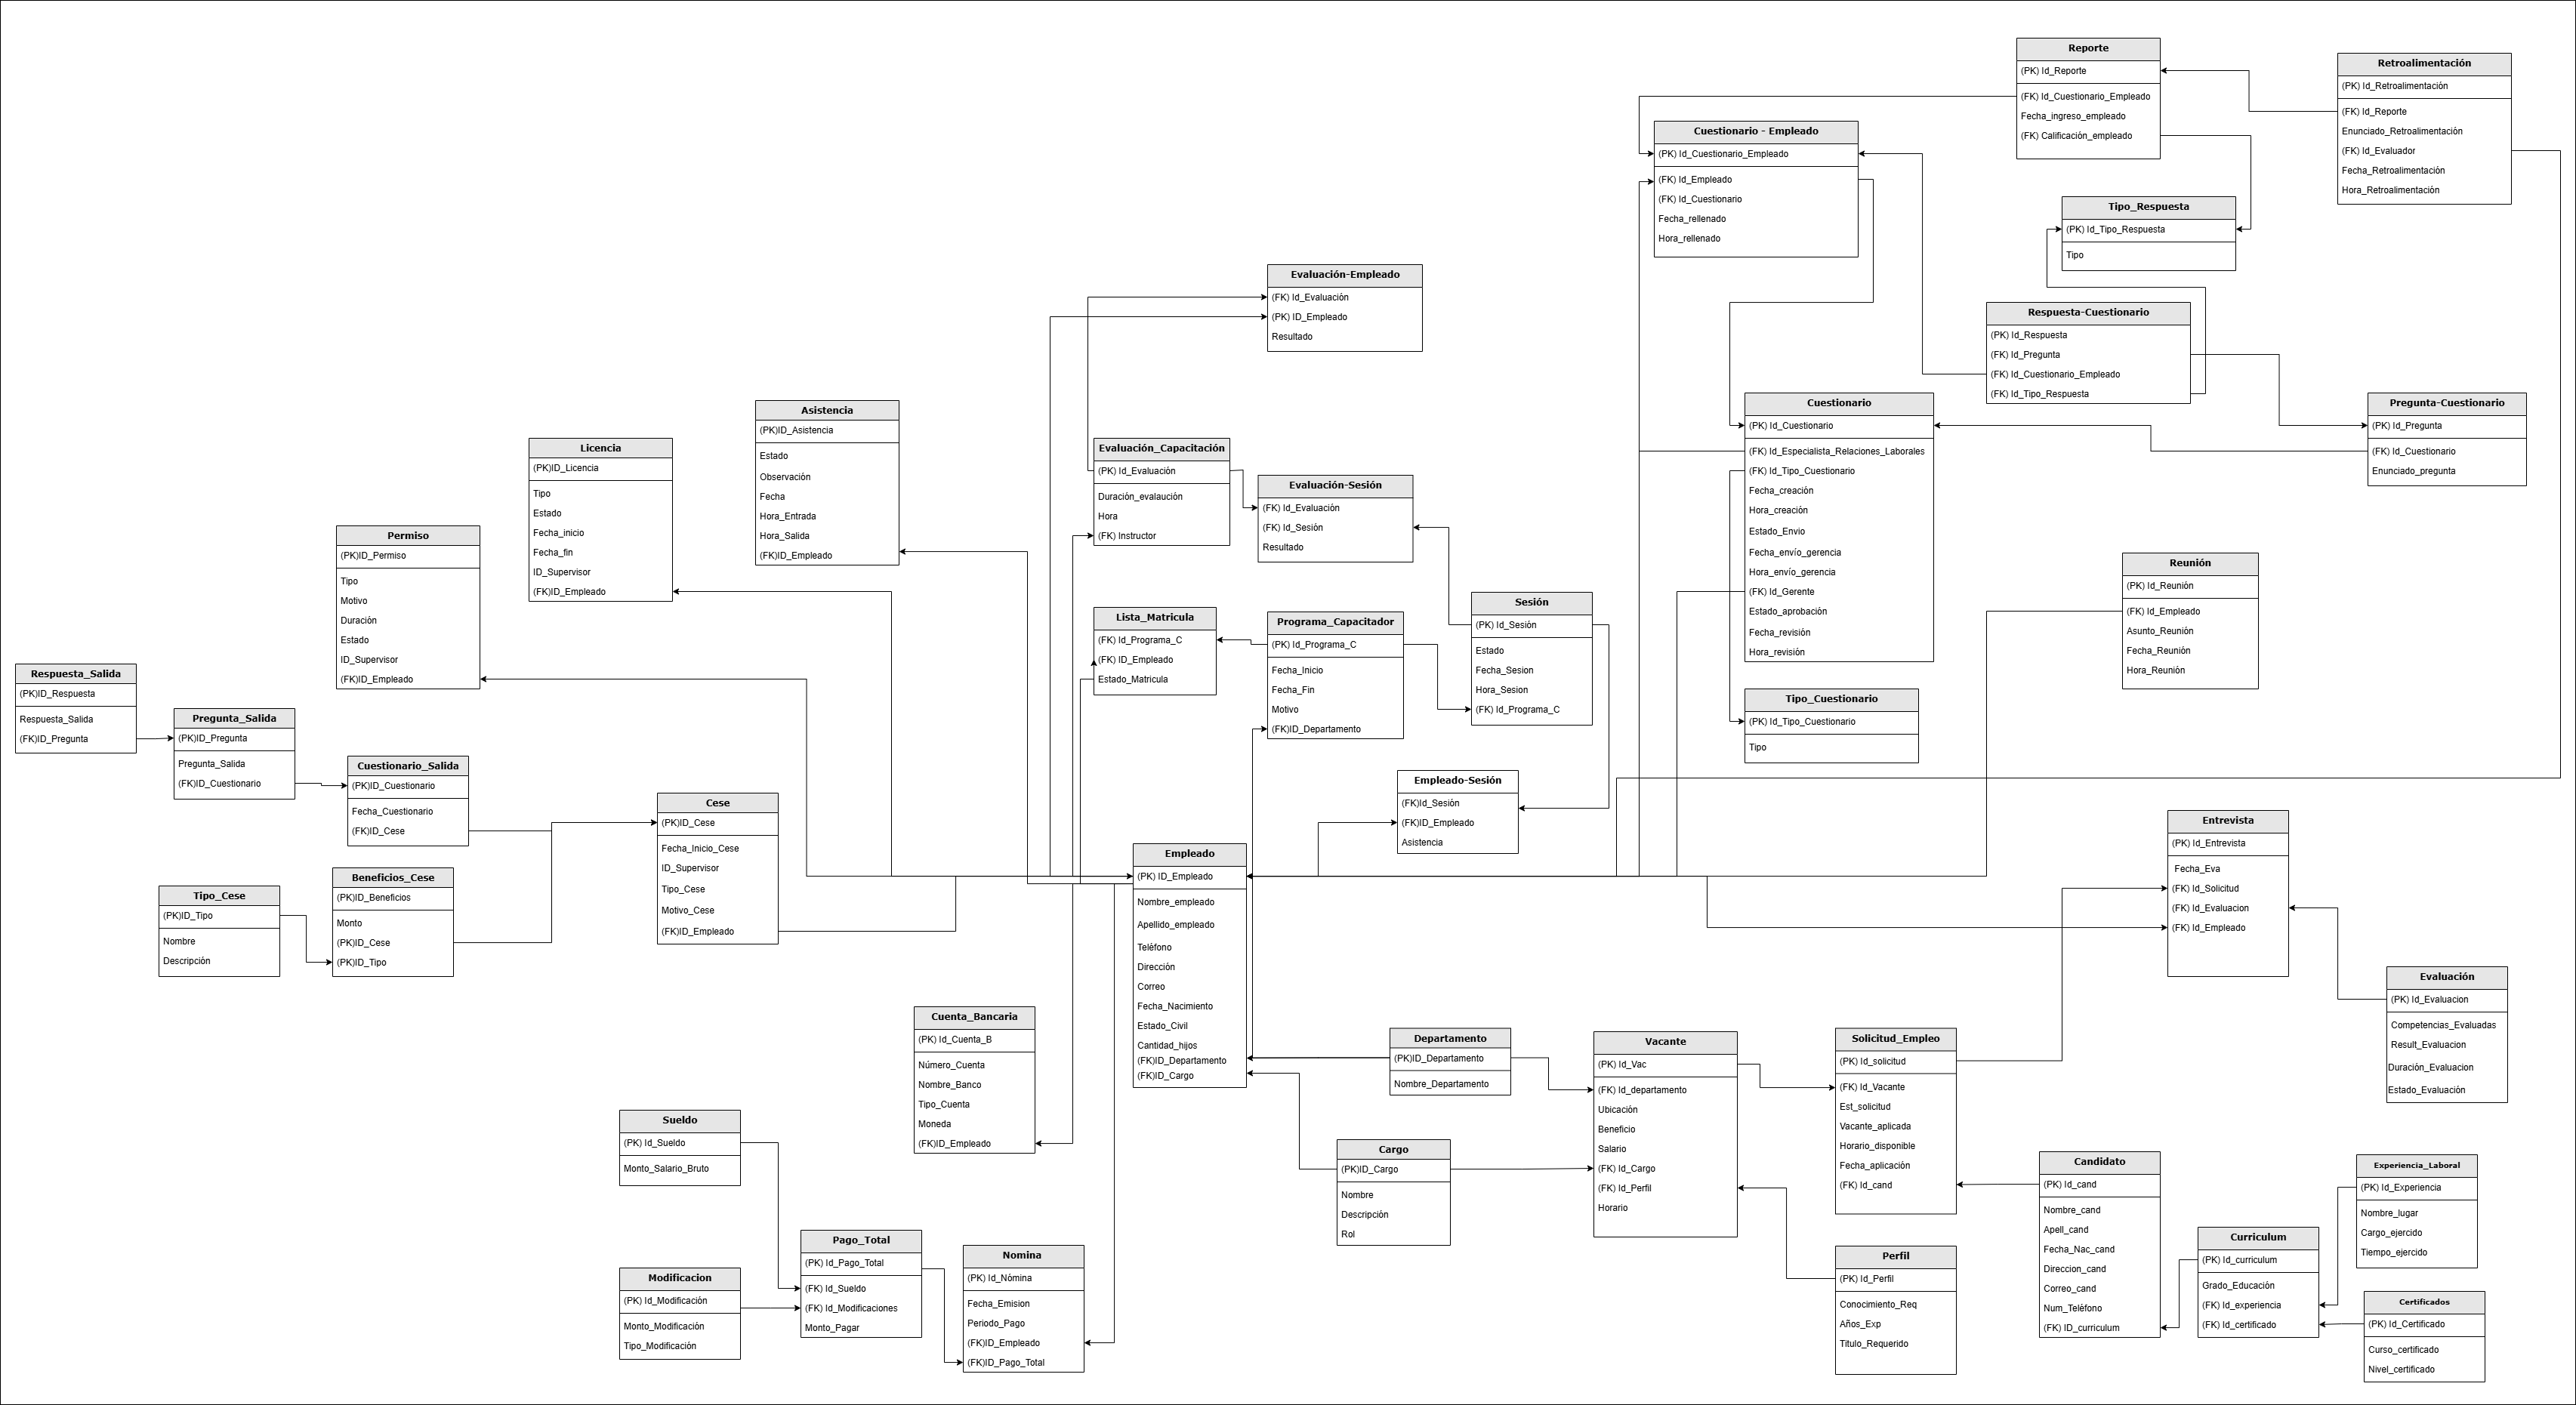 Reporte
(PK) Id_Reporte
(FK) Id_Cuestionario_Empleado
Fecha_ingreso_empleado
(FK) Calificación_empleado
Retroalimentación
(PK) Id_Retroalimentación
(FK) Id_Reporte
Enunciado_Retroalimentación
(FK) Id_Evaluador
Fecha_Retroalimentación
Hora_Retroalimentación
Cuestionario - Empleado
(PK) Id_Cuestionario_Empleado
(FK) Id_Empleado
(FK) Id_Cuestionario
Fecha_rellenado
Hora_rellenado
Tipo_Respuesta
(PK) Id_Tipo_Respuesta
Tipo
Evaluación-Empleado
(FK) Id_Evaluación
(PK) ID_Empleado
Resultado
Respuesta-Cuestionario
(PK) Id_Respuesta
(FK) Id_Pregunta
(FK) Id_Cuestionario_Empleado
(FK) Id_Tipo_Respuesta
Asistencia
(PK)ID_Asistencia
Estado
Observación
Fecha
Hora_Entrada
Hora_Salida
(FK)ID_Empleado
Cuestionario
(PK) Id_Cuestionario
(FK) Id_Especialista_Relaciones_Laborales
(FK) Id_Tipo_Cuestionario
Fecha_creación
Hora_creación
Estado_Envio
Fecha_envío_gerencia
Hora_envío_gerencia
(FK) Id_Gerente
Estado_aprobación
Fecha_revisión
Hora_revisión
Pregunta-Cuestionario
(PK) Id_Pregunta
(FK) Id_Cuestionario
Enunciado_pregunta
Licencia
(PK)ID_Licencia
Tipo
Estado
Fecha_inicio
Fecha_fin
ID_Supervisor
(FK)ID_Empleado
Evaluación_Capacitación
(PK) Id_Evaluación
Duración_evalaución
Hora
(FK) Instructor
Evaluación-Sesión
(FK) Id_Evaluación
(FK) Id_Sesión
Resultado
Permiso
(PK)ID_Permiso
Tipo
Motivo
Duración
Estado
ID_Supervisor
(FK)ID_Empleado
Reunión
(PK) Id_Reunión
(FK) Id_Empleado
Asunto_Reunión
Fecha_Reunión
Hora_Reunión
Sesión
(PK) Id_Sesión
Estado
Fecha_Sesion
Hora_Sesion
(FK) Id_Programa_C
Lista_Matricula
(FK) Id_Programa_C
(FK) ID_Empleado
Estado_Matricula
Programa_Capacitador
(PK) Id_Programa_C
Fecha_Inicio
Fecha_Fin
Motivo
(FK)ID_Departamento
Respuesta_Salida
(PK)ID_Respuesta
Respuesta_Salida
(FK)ID_Pregunta
Tipo_Cuestionario
(PK) Id_Tipo_Cuestionario
Tipo
Pregunta_Salida
(PK)ID_Pregunta
Pregunta_Salida
(FK)ID_Cuestionario
Cuestionario_Salida
(PK)ID_Cuestionario
Fecha_Cuestionario
(FK)ID_Cese
Empleado-Sesión
(FK)Id_Sesión
(FK)ID_Empleado
Asistencia
Cese
(PK)ID_Cese
Fecha_Inicio_Cese
ID_Supervisor
Tipo_Cese
Motivo_Cese
(FK)ID_Empleado
Entrevista
(PK) Id_Entrevista
Fecha_Eva
(FK) Id_Solicitud
(FK) Id_Evaluacion
(FK) Id_Empleado
Empleado
(PK) ID_Empleado
Nombre_empleado
Apellido_empleado
Teléfono
Dirección
Correo
Fecha_Nacimiento
Estado_Civil
Cantidad_hijos
(FK)ID_Departamento
(FK)ID_Cargo
Beneficios_Cese
(PK)ID_Beneficios
Monto
(PK)ID_Cese
(PK)ID_Tipo
Tipo_Cese
(PK)ID_Tipo
Nombre
Descripción
Evaluación
(PK) Id_Evaluacion
Competencias_Evaluadas
Result_Evaluacion
Duración_Evaluacion
Estado_Evaluación
Cuenta_Bancaria
(PK) Id_Cuenta_B
Número_Cuenta
Nombre_Banco
Tipo_Cuenta
Moneda
(FK)ID_Empleado
Departamento
(PK)ID_Departamento
Nombre_Departamento
Vacante
(PK) Id_Vac
(FK) Id_departamento
Ubicación
Beneficio
Salario
(FK) Id_Cargo
(FK) Id_Perfil
Horario
Solicitud_Empleo
(PK) Id_solicitud
(FK) Id_Vacante
Est_solicitud
Vacante_aplicada
Horario_disponible
Fecha_aplicación
(FK) Id_cand
Sueldo
(PK) Id_Sueldo
Monto_Salario_Bruto
Cargo
(PK)ID_Cargo
Nombre
Descripción
Rol
Candidato
(PK) Id_cand
Nombre_cand
Apell_cand
Fecha_Nac_cand
Direccion_cand
Correo_cand
Num_Teléfono
(FK) ID_curriculum
Experiencia_Laboral
(PK) Id_Experiencia
Nombre_lugar
Cargo_ejercido
Tiempo_ejercido
Curriculum
(PK) Id_curriculum
Grado_Educación
(FK) Id_experiencia
(FK) Id_certificado
Pago_Total
(PK) Id_Pago_Total
(FK) Id_Sueldo
(FK) Id_Modificaciones
Monto_Pagar
Nomina
(PK) Id_Nómina
Fecha_Emision
Periodo_Pago
(FK)ID_Empleado
(FK)ID_Pago_Total
Perfil
(PK) Id_Perfil
Conocimiento_Req
Años_Exp
Titulo_Requerido
Modificacion
(PK) Id_Modificación
Monto_Modificación
Tipo_Modificación
Certificados
(PK) Id_Certificado
Curso_certificado
Nivel_certificado